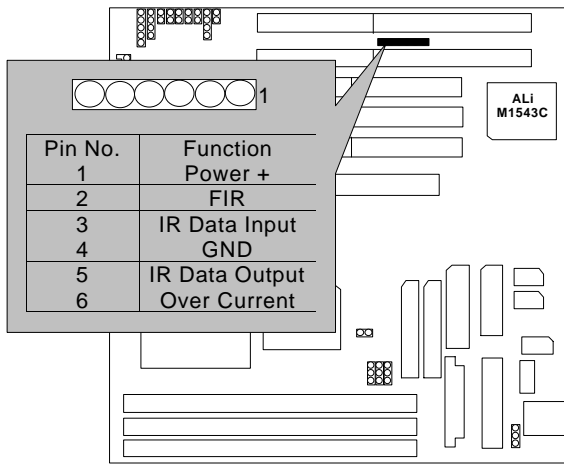 1
Pin No. Function
1 Power +
2 FIR
3 IR Data Input
4 GND
5 IR Data Output
6 Over Current
ALi
M1543C